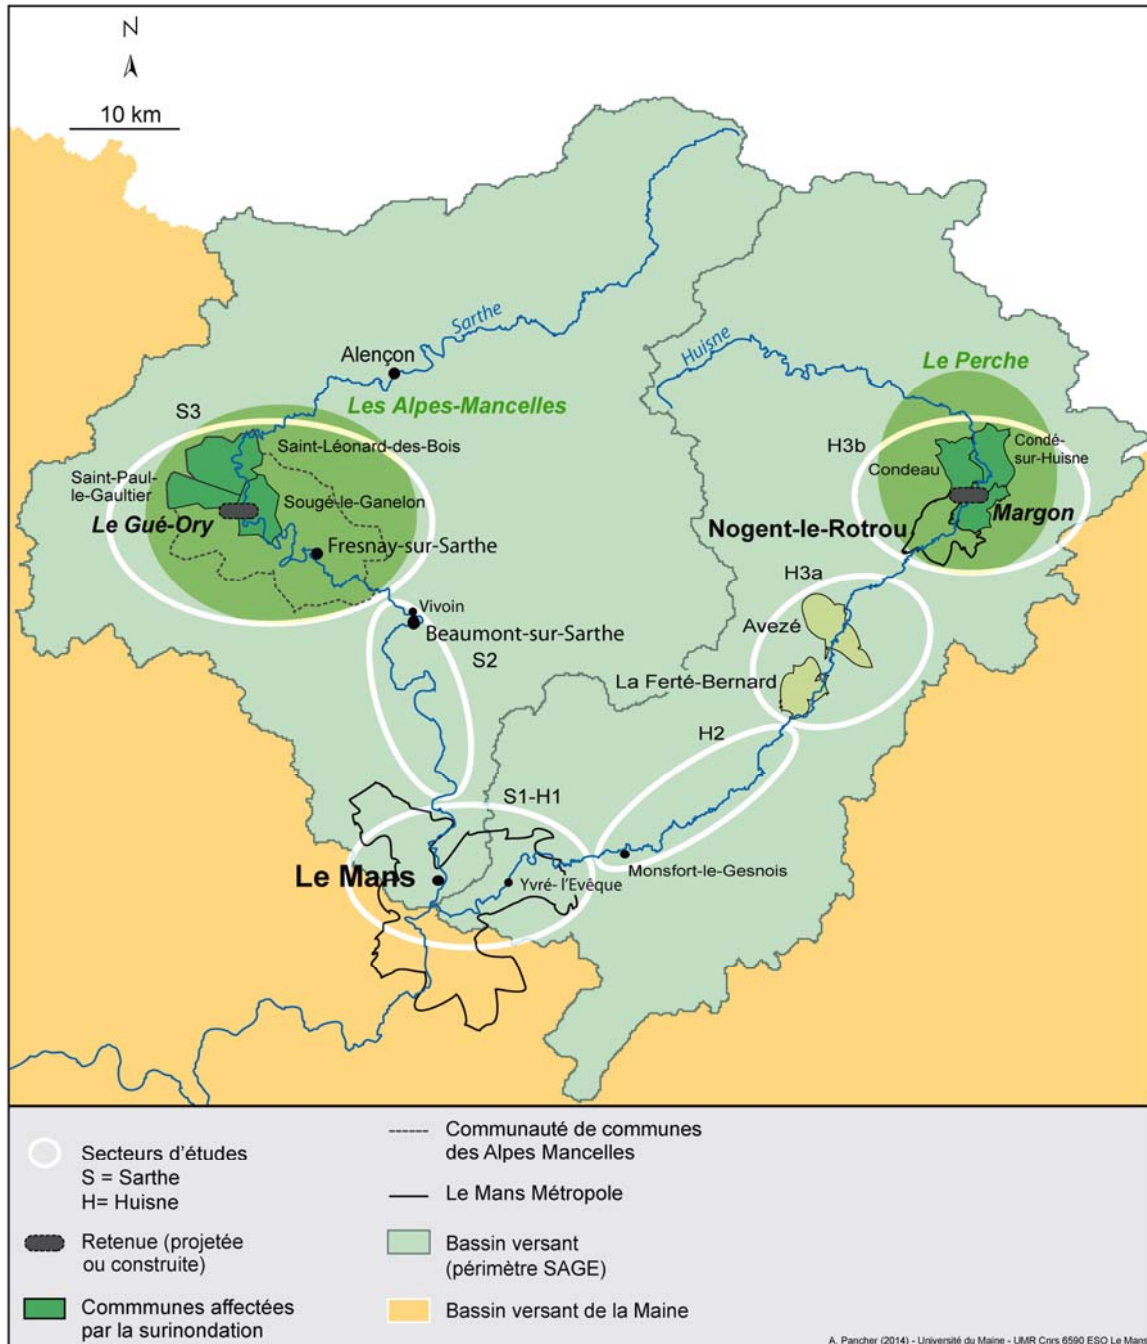 N
10 km
Sarthe
Huisne
Alençon
Le Perche
Les Alpes-Mancelles
S3
H3b
Saint-Léonard-des-Bois
Condé-
sur-Huisne
Condeau
Saint-Paul-
le-Gaultier
Sougé-le-Ganelon
Le Gué-Ory
Margon
Nogent-le-Rotrou
Fresnay-sur-Sarthe
H3a
Vivoin
Beaumont-sur-Sarthe
Avezé
S2
La Ferté-Bernard
H2
S1-H1
Le Mans
Monsfort-le-Gesnois
Yvré- l'Evêque
Secteurs d'études
S = Sarthe
H= Huisne
Retenue (projetée
ou construite)
Commmunes affectées
par la surinondation
Communauté de communes
des Alpes Mancelles
Le Mans Métropole
Bassin versant
(périmètre SAGE)
Bassin versant de la Maine
A. Pancher (2014) - Université du Maine - UMR Cnrs 6590 ESO Le Mans